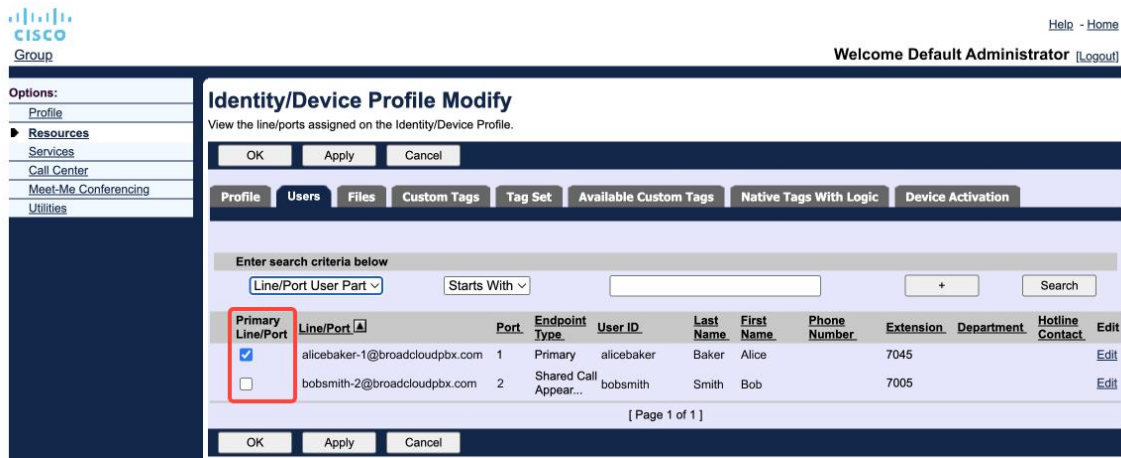 CISCO
Help - Home
Group
Welcome Default Administrator [Logout]
Options:
Profile
Resources
Services
Call Center
Meet-Me Conferencing
Utilities
Identity/Device Profile Modify
View the line/ports assigned on the Identity/Device Profile.
OK Apply Cancel
Profile Users Files Custom Tags Tag Set Available Custom Tags Native Tags With Logic Device Activation
Enter search criteria below
Line/Port User Part Starts With + Search
Primary Line/Port Line/Port Port Endpoint Type User ID Last Name First Name Phone Number Extension Department Hotline Contact Edit
alicebaker-1@broadcloudpbx.com 1 Primary alicebaker Baker Alice 7045 Edit
bobsmith-2@broadcloudpbx.com 2 Shared Call Appear... bobsmith Smith Bob 7005 Edit
[ Page 1 of 1 ]
OK Apply Cancel